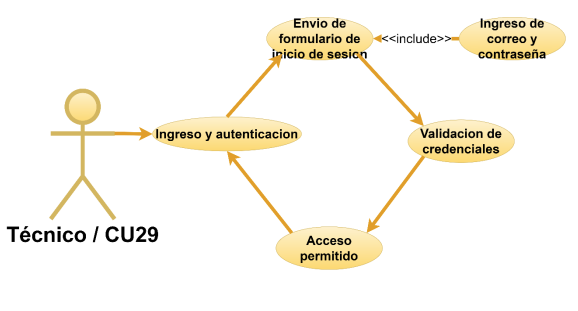 Envio de
formulario de
inicio de sesion
<<include>>
Ingreso de
correo y
contraseña
Ingreso y autenticacion
Validacion de
credenciales
Técnico / CU29
Acceso
permitido